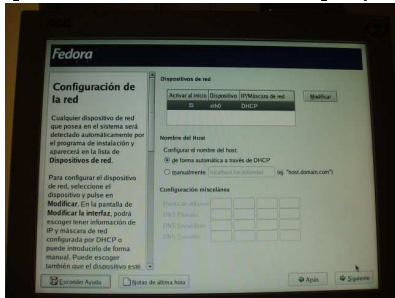 Fedora
Configuración de
la red
Cualquier dispositivo de red
que posea en el sistema será
detectado automáticamente por
el programa de instalación y
aparecerá en la lista de
Dispositivos de red.
Para configurar el dispositivo
de red, seleccione el
dispositivo y pulse en
Modificar. En la pantalla de
Modificar la interfaz, podrá
escoger tener información de
IP y máscara de red
configurada por DHCP o
puede introducirlo de forma
manual. Puede escoger
también que el dispositivo esté
Dispositivos de red
Activar al inicio Dispositivo IP/Máscara de red
eth0 DHCP
Modificar
Nombre del Host
Configurar el nombre del host:
de forma automática a través de DHCP
manualmente localhost.localdomain (ej. "host.domain.com")
Configuración miscelánea
Esconder Ayuda
Notas de última hora
Atrás
Siguiente